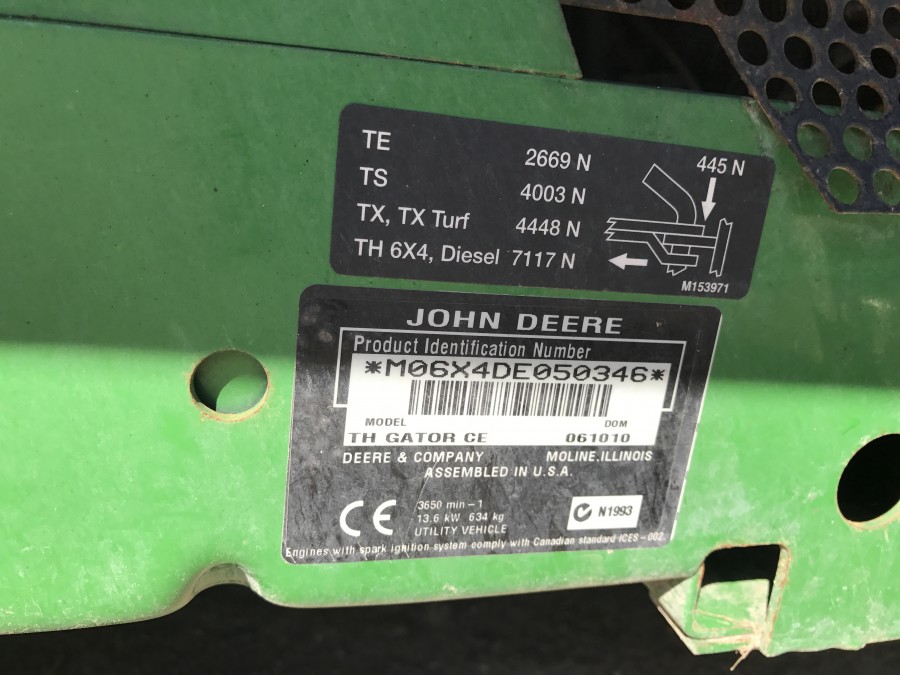 TE 2669 N 445 N
TS 4003 N
TX, TX Turf 4448 N
TH 6X4, Diesel 7117 N
M153971
JOHN DEERE
Product Identification Number
*M06X4DE050346*
MODEL DOM
TH GATOR CE 061010
DEERE & COMPANY MOLINE.ILLINOIS
ASSEMBLED IN U.S.A.
CE 3650 min-1
13.6 kW 634 kg N1993
UTILITY VEHICLE
Engines with spark ignition system comply with Canadian standard ICES-002.